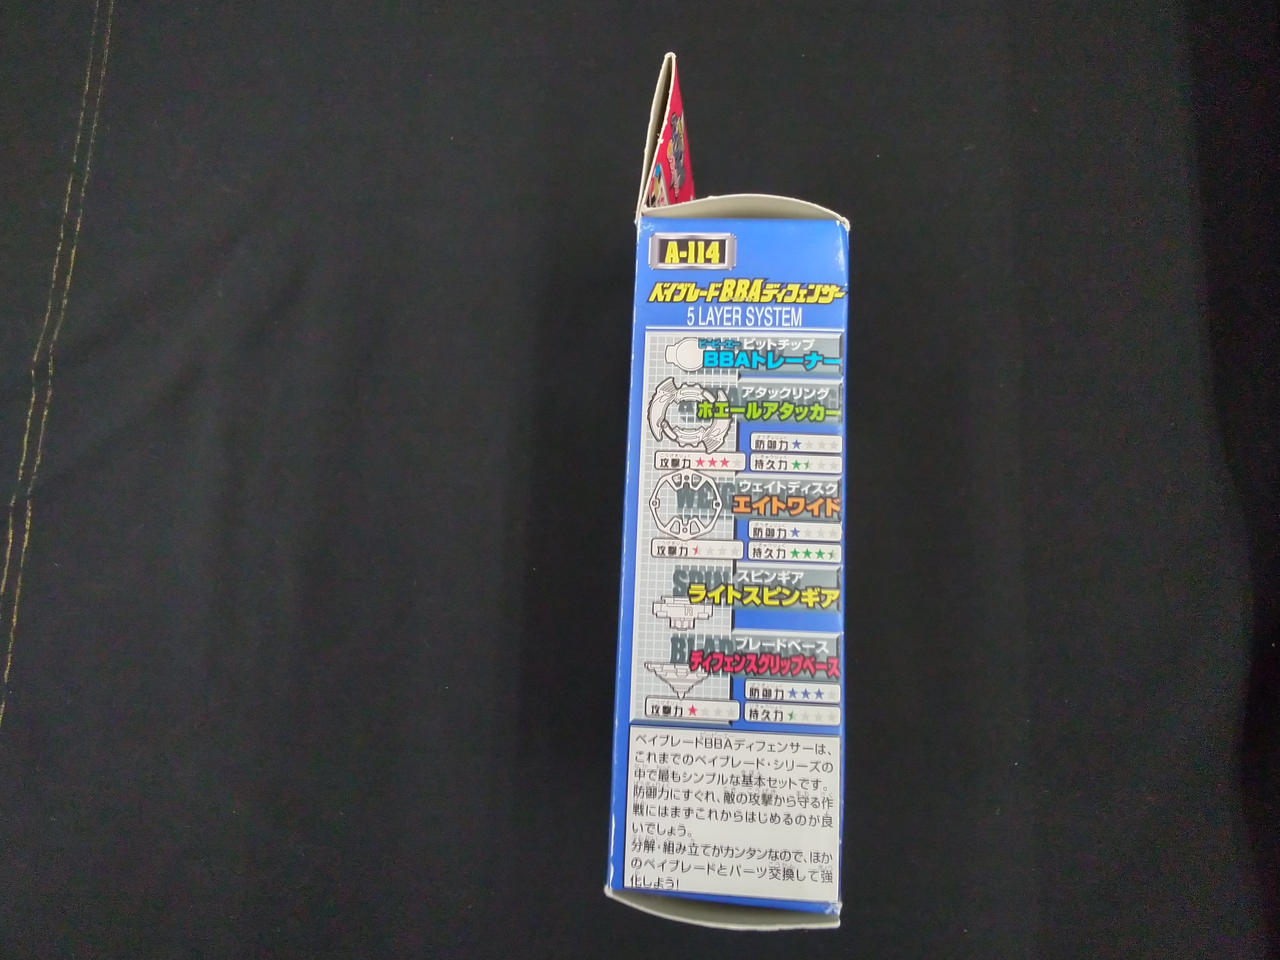 A-114
ベイブレードBBAディフェンサー
5 LAYER SYSTEM
ビービーエー ビットチップ
BBAトレーナー
アタックリング
ホエールアタッカー
防御力
攻撃力 持久力
ウェイトディスク
エイトワイド
防御力
攻撃力 持久力
スピンギア
ライトスピンギア
ブレードベース
ディフェンスグリップベース
防御力
攻撃力 持久力
ベイブレードBBAディフェンサーは、
これまでのベイブレード・シリーズの
中で最もシンプルな基本セットです。
防御力にすぐれ、敵の攻撃から守る作
戦にはまずこれからはじめるのが良
いでしょう。
分解・組み立てがカンタンなので、ほか
のベイブレードとパーツ交換して強
化しよう!